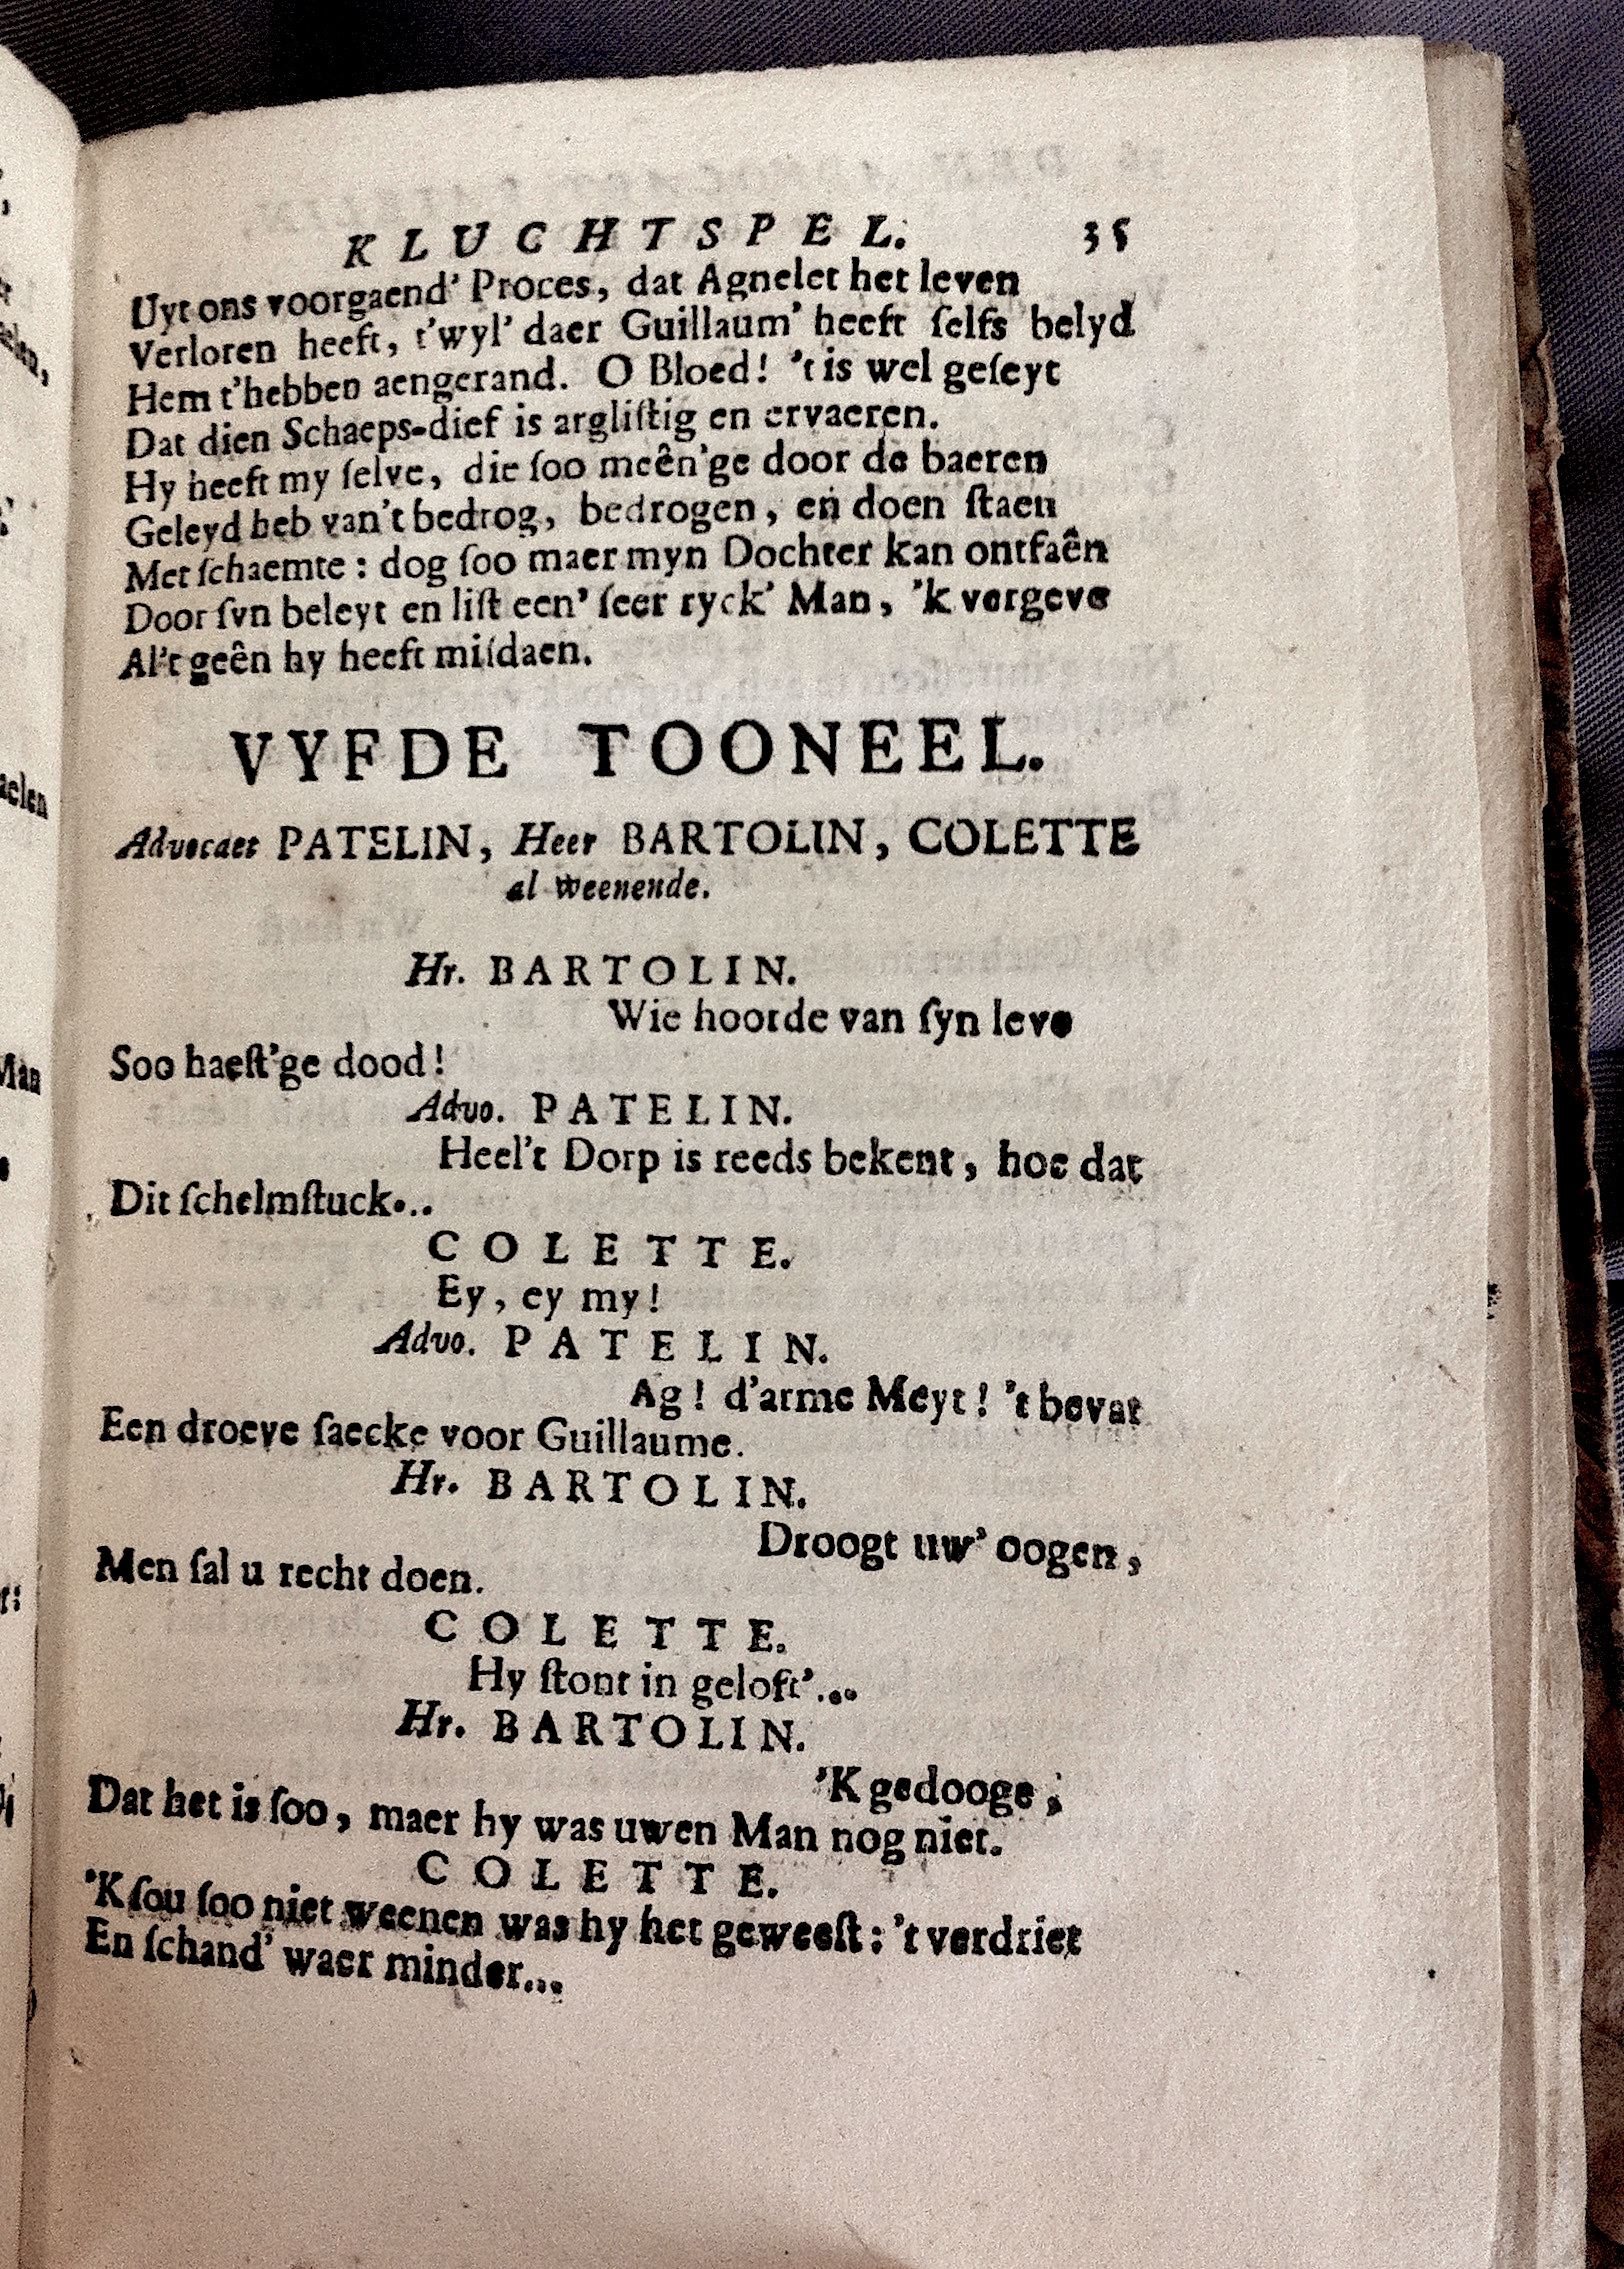 KLUCHTSPEL. 35
Uyt ons voorgaend' Proces, dat Agnelet het leven
Verloren heeft, t'wyl' daer Guillaum' heeft ſelfs belyd
Hem t'hebben aengerand. O Bloed! 't is wel geſeyt
Dat dien Schaeps-dief is argliſtig en ervaeren.
Hy heeft my ſelve, die ſoo meên'ge door de baeren
Geleyd heb van't bedrog, bedrogen, en doen ſtaen
Met ſchaemte: dog ſoo maer myn Dochter kan ontfaên
Door ſyn beleyt en liſt een' ſeer ryck' Man, 'k vergeve
Al't geên hy heeft miſdaen.
VYFDE TOONEEL.
Advocaet PATELIN, Heer BARTOLIN, COLETTE
al weenende.
Hr. BARTOLIN.
Wie hoorde van ſyn leve
Soo haeſt'ge dood!
Advo. PATELIN.
Heel't Dorp is reeds bekent, hoe dat
Dit ſchelmſtuck...
COLETTE.
Ey, ey my!
Advo. PATELIN.
Ag! d'arme Meyt! 't bevat
Een droeve ſaecke voor Guillaume.
Hr. BARTOLIN.
Droogt uw' oogen,
Men ſal u recht doen.
COLETTE.
Hy ſtont in geloft'...
Hr. BARTOLIN.
'K gedooge,
Dat het is ſoo, maer hy was uwen Man nog niet.
COLETTE.
'K ſou ſoo niet weenen was hy het geweeſt: 't verdriet
En ſchand' waer minder...